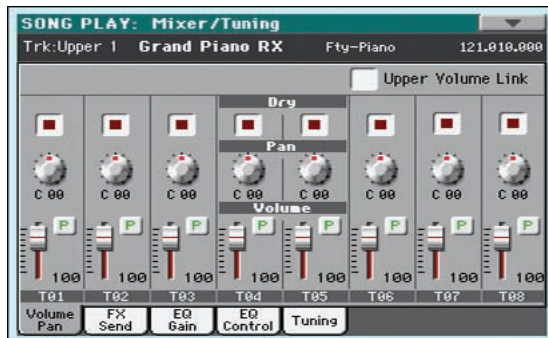 SONG PLAY: Mixer/Tuning
Trk:Upper 1 Grand Piano RX Fty-Piano 121.010.000
Upper Volume Link
Dry
Pan
C 00 C 00 C 00 C 00 C 00 C 00 C 00 C 00
Volume
P P P P P P P P
100 100 100 100 100 100 100 100
T01 T02 T03 T04 T05 T06 T07 T08
Volume Pan FX Send EQ Gain EQ Control Tuning